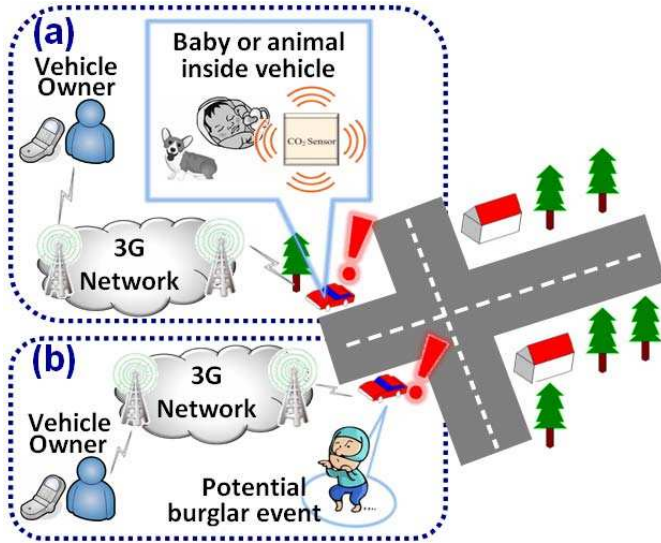 (a)
Vehicle
Owner
Baby or animal
inside vehicle
CO₂ Sensor
3G
Network
(b)
3G
Network
Vehicle
Owner
Potential
burglar event
....